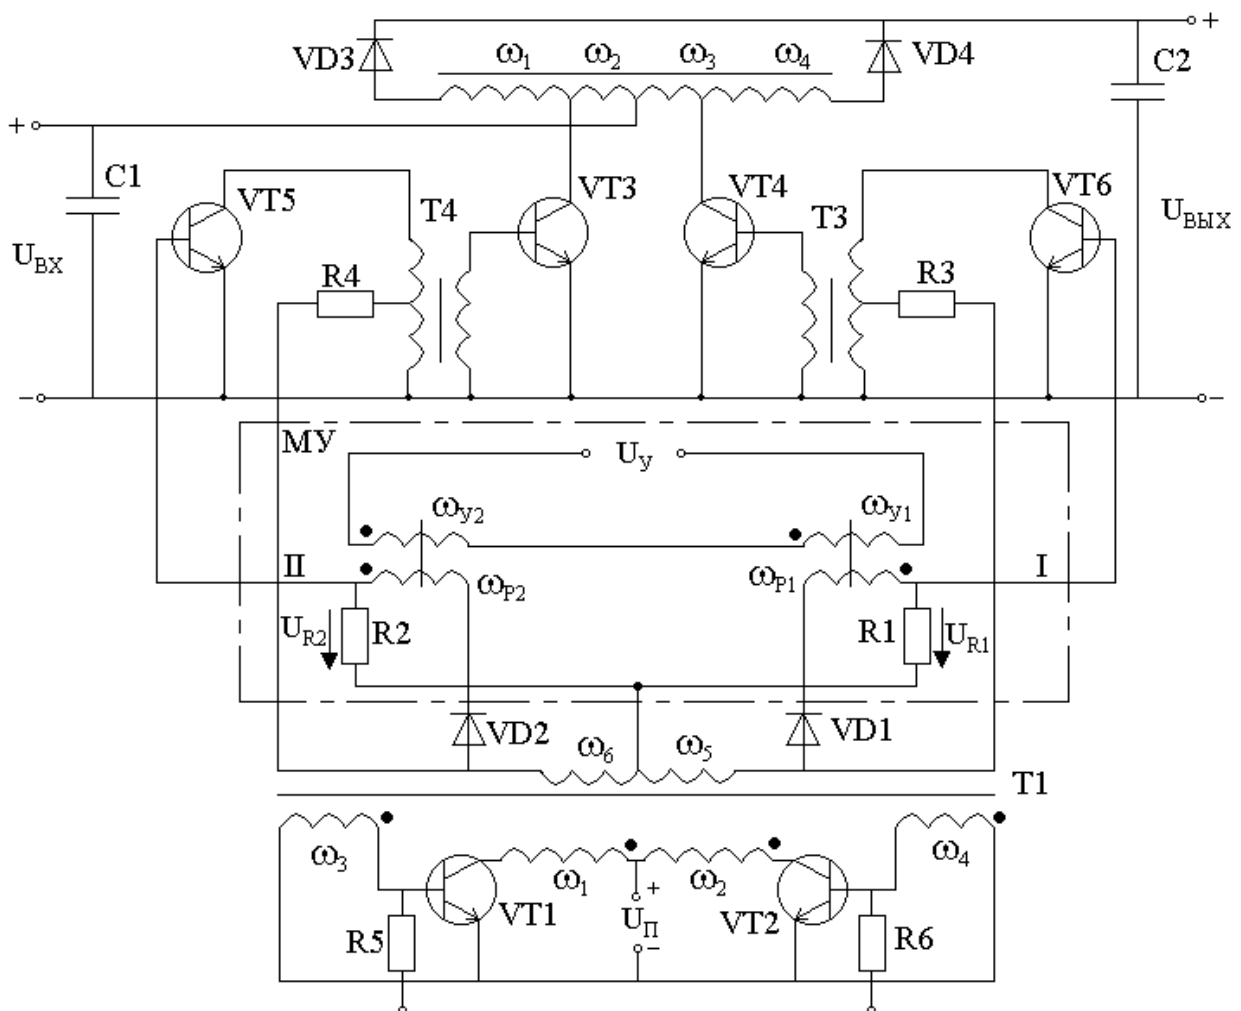 +
VD3
ω1 ω2 ω3 ω4
VD4
C2
+
C1
VT5
T4
VT3
VT4
T3
VT6
UВХ
UВЫХ
R4
R3
−
−
МУ
UУ
ωУ2
ωУ1
II
ωР2
ωР1
I
UR2
R2
R1
UR1
VD2
ω6
ω5
VD1
T1
ω3
ω1
+
ω2
ω4
R5
VT1
UП
VT2
R6
−